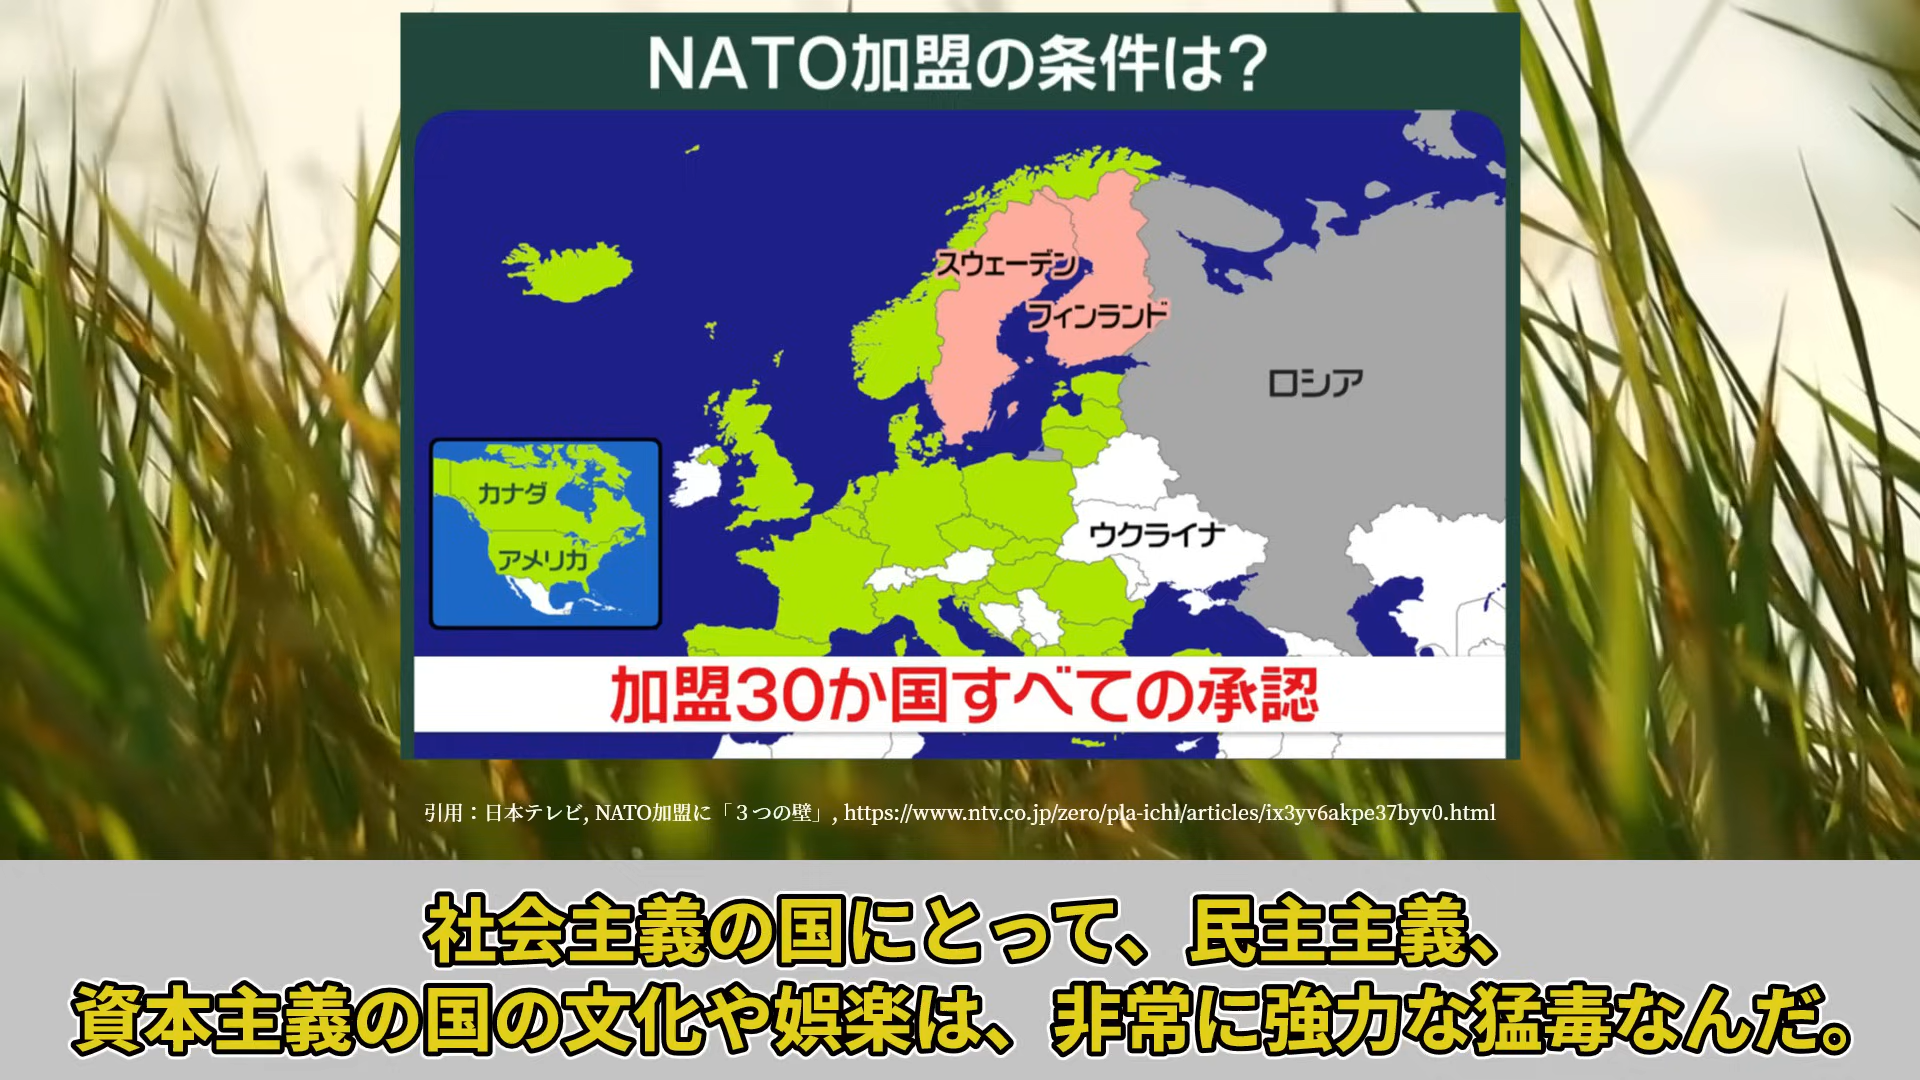 NATO加盟の条件は?
スウェーデン
フィンランド
ロシア
カナダ
アメリカ
ウクライナ
加盟30か国すべての承認
引用：日本テレビ, NATO加盟に「３つの壁」, https://www.ntv.co.jp/zero/pla-ichi/articles/ix3yv6akpe37byv0.html
社会主義の国にとって、民主主義、
資本主義の国の文化や娯楽は、非常に強力な猛毒なんだ。